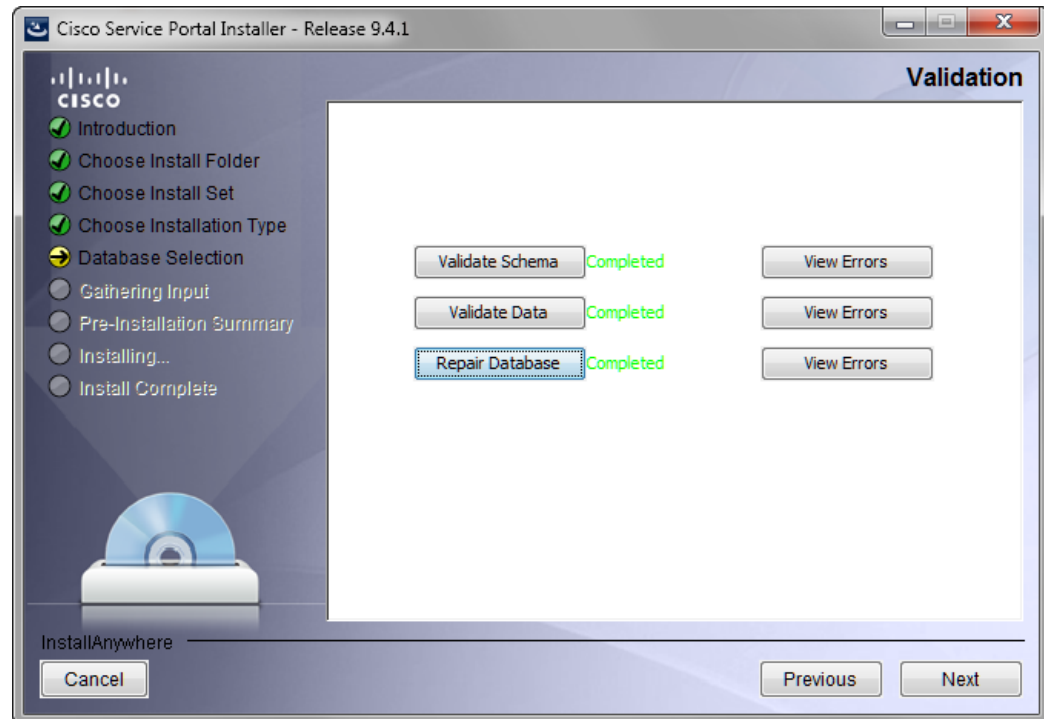 Cisco Service Portal Installer - Release 9.4.1
CISCO
Validation
Introduction
Choose Install Folder
Choose Install Set
Choose Installation Type
Database Selection
Gathering Input
Pre-Installation Summary
Installing...
Install Complete
Validate Schema Completed View Errors
Validate Data Completed View Errors
Repair Database Completed View Errors
InstallAnywhere
Cancel Previous Next